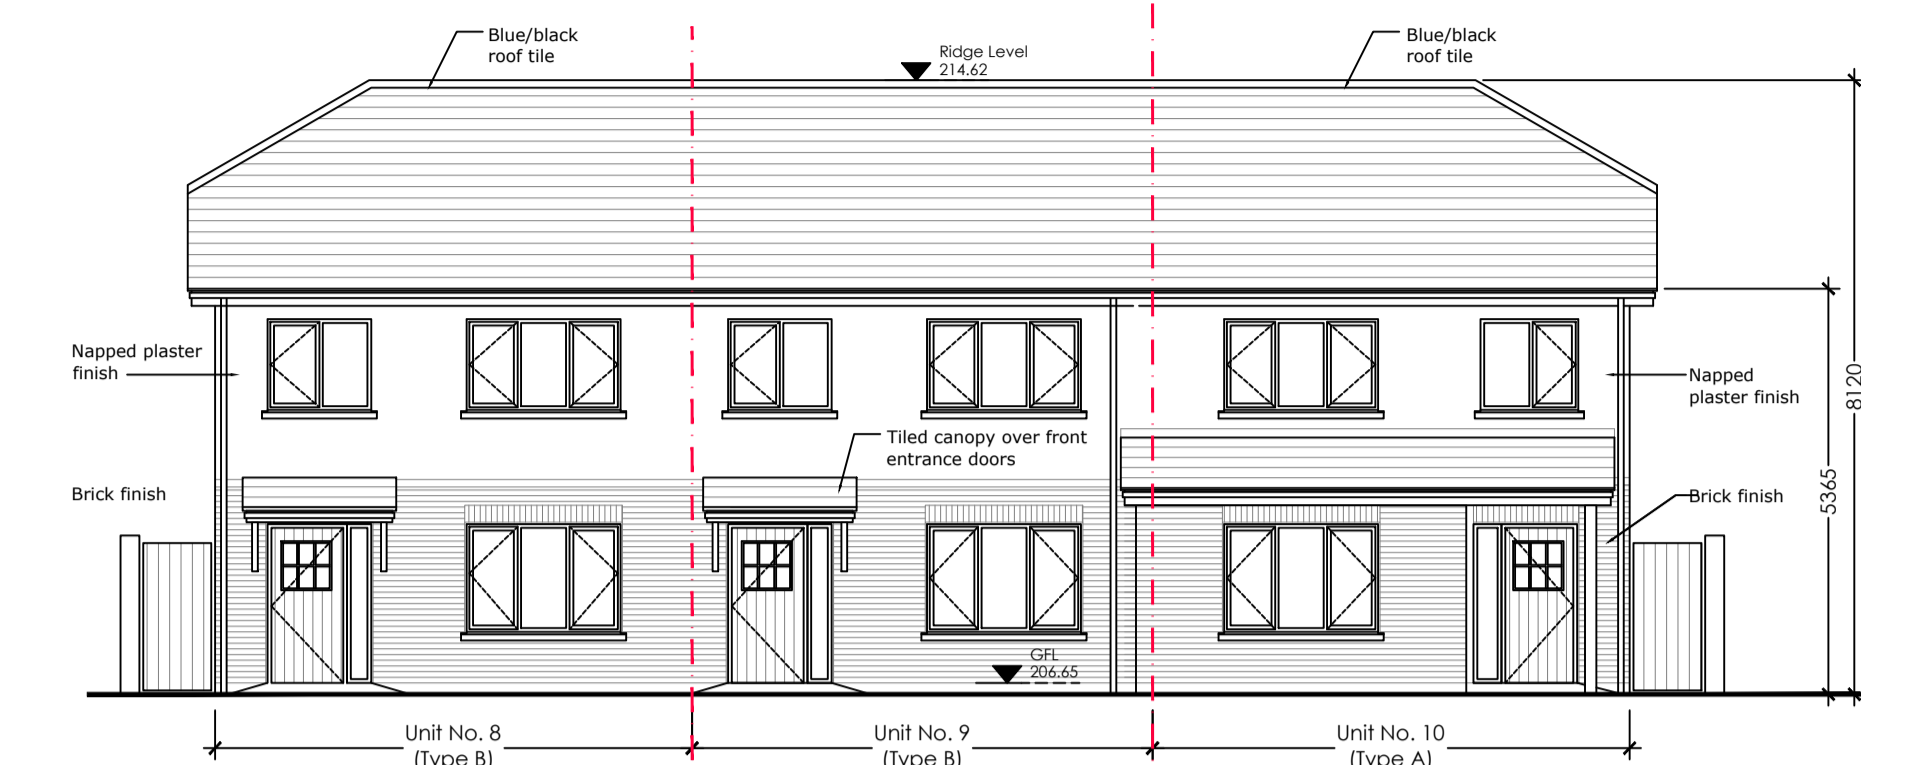 Blue/black
roof tile
Ridge Level
214.62
Blue/black
roof tile
Napped plaster
finish
Napped
plaster finish
8120
Tiled canopy over front
entrance doors
Brick finish
Brick finish
5365
GFL
206.65
Unit No. 8
(Type B)
Unit No. 9
(Type B)
Unit No. 10
(Type A)